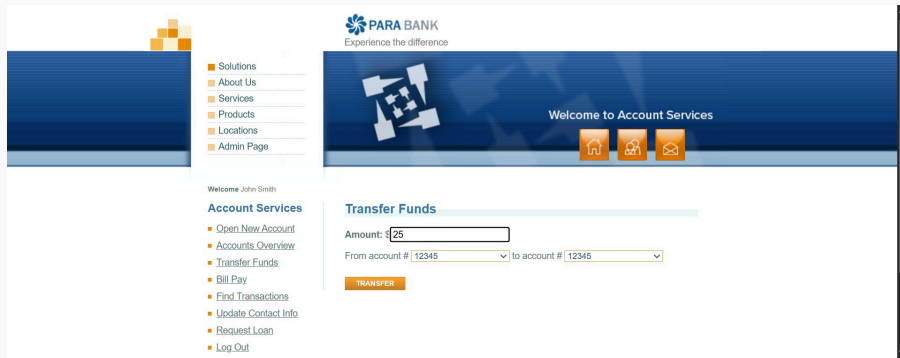 PARA BANK
Experience the difference
Solutions
About Us
Services
Products
Locations
Admin Page
Welcome to Account Services
Welcome John Smith
Account Services
Open New Account
Accounts Overview
Transfer Funds
Bill Pay
Find Transactions
Update Contact Info
Request Loan
Log Out
Transfer Funds
Amount: $25
From account # 12345 to account # 12345
TRANSFER